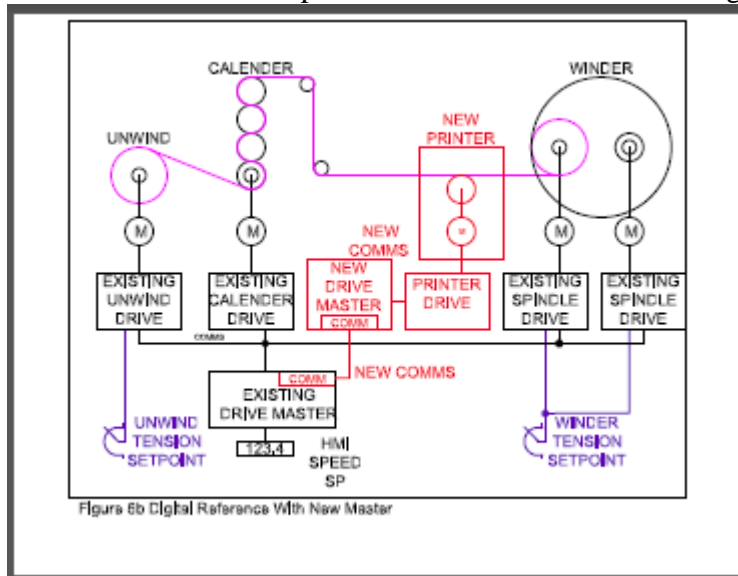 CALENDER
WINDER
UNWIND
NEW
PRINTER
M
M
M
M
M
NEW
COMMS
EXISTING
UNWIND
DRIVE
EXISTING
CALENDER
DRIVE
NEW
DRIVE
MASTER
COMM
PRINTER
DRIVE
EXISTING
SPINDLE
DRIVE
EXISTING
SPINDLE
DRIVE
COMMS
COMM
NEW COMMS
EXISTING
DRIVE MASTER
UNWIND
TENSION
SETPOINT
123.4
HMI
SPEED
SP
WINDER
TENSION
SETPOINT
Figure 6b Digital Reference With New Master